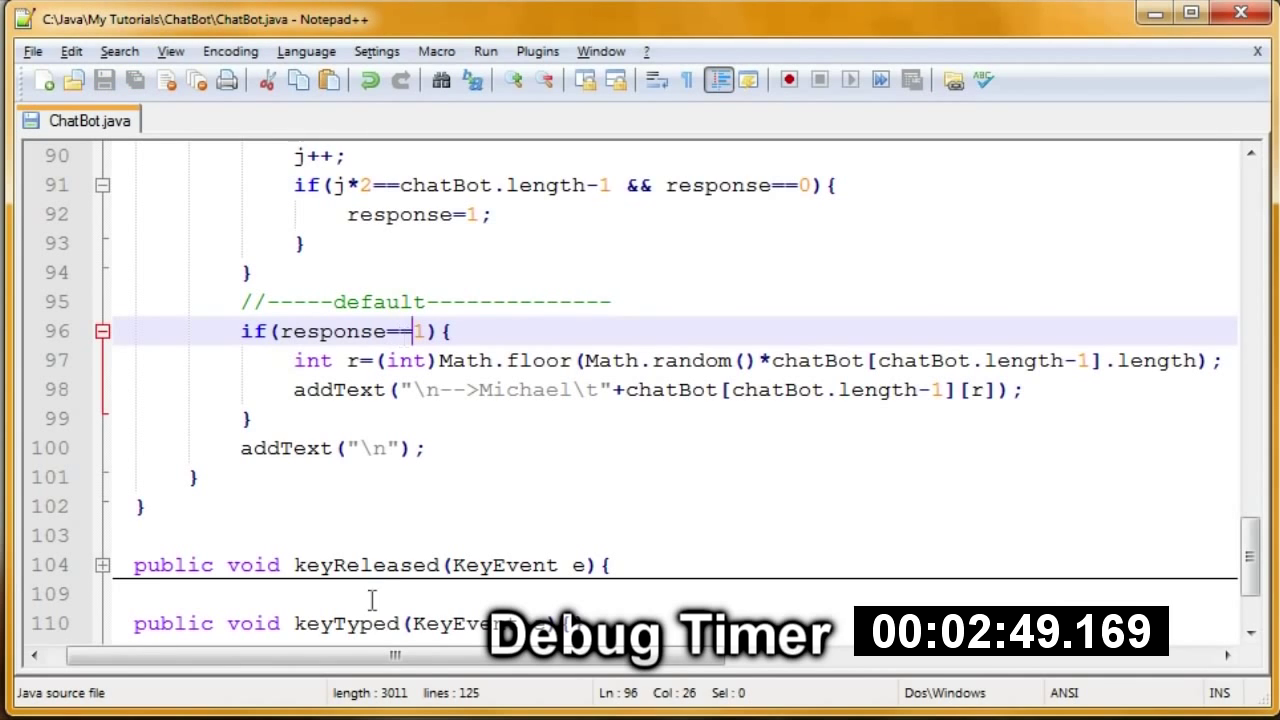 C:\Java\My Tutorials\ChatBot\ChatBot.java - Notepad++
File Edit Search View Encoding Language Settings Macro Run Plugins Window ? X
ChatBot.java
90 j++;
91 if(j*2==chatBot.length-1 && response==0){
92 response=1;
93 }
94 }
95 //-----default--------------
96 if(response==1){
97 int r=(int)Math.floor(Math.random()*chatBot[chatBot.length-1].length);
98 addText("\n-->Michael\t"+chatBot[chatBot.length-1][r]);
99 }
100 addText("\n");
101 }
102 }
103
104 public void keyReleased(KeyEvent e){
109
110 public void keyTyped(KeyEvent e){
Debug Timer 00:02:49.169
Java source file length : 3011 lines : 125 Ln : 96 Col : 26 Sel : 0 Dos\Windows ANSI INS